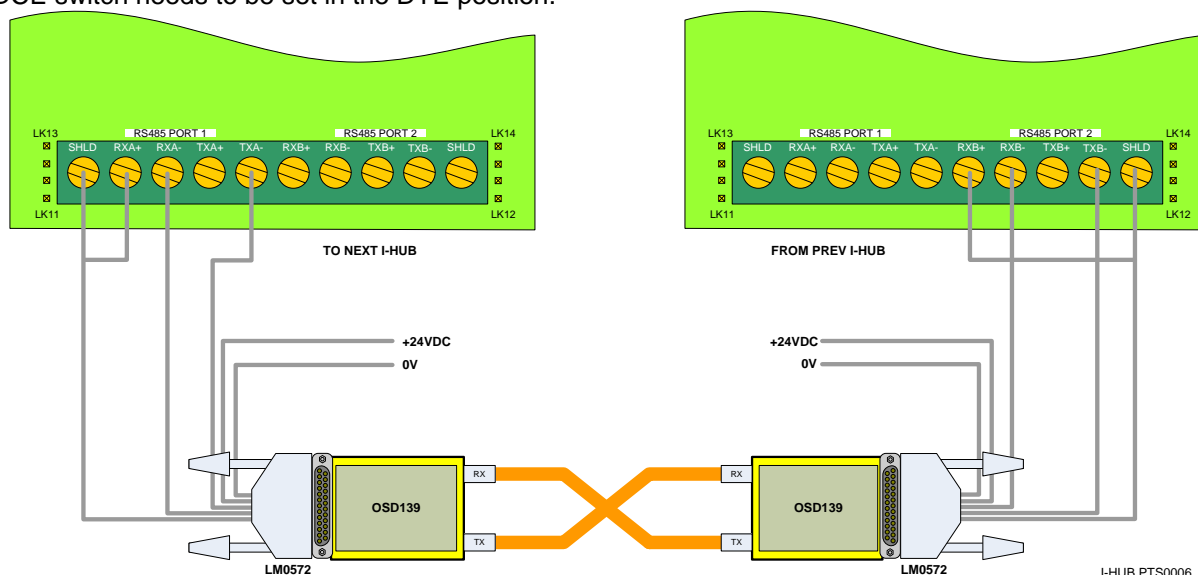 DCE switch needs to be set in the DTE position.
LK13 RS485 PORT 1 RS485 PORT 2 LK14
SHLD RXA+ RXA- TXA+ TXA- RXB+ RXB- TXB+ TXB- SHLD
LK11 LK12
TO NEXT I-HUB
LK13 RS485 PORT 1 RS485 PORT 2 LK14
SHLD RXA+ RXA- TXA+ TXA- RXB+ RXB- TXB+ TXB- SHLD
LK11 LK12
FROM PREV I-HUB
+24VDC
0V
+24VDC
0V
RX
OSD139
TX
LM0572
RX
OSD139
TX
LM0572
I-HUB PTS0006